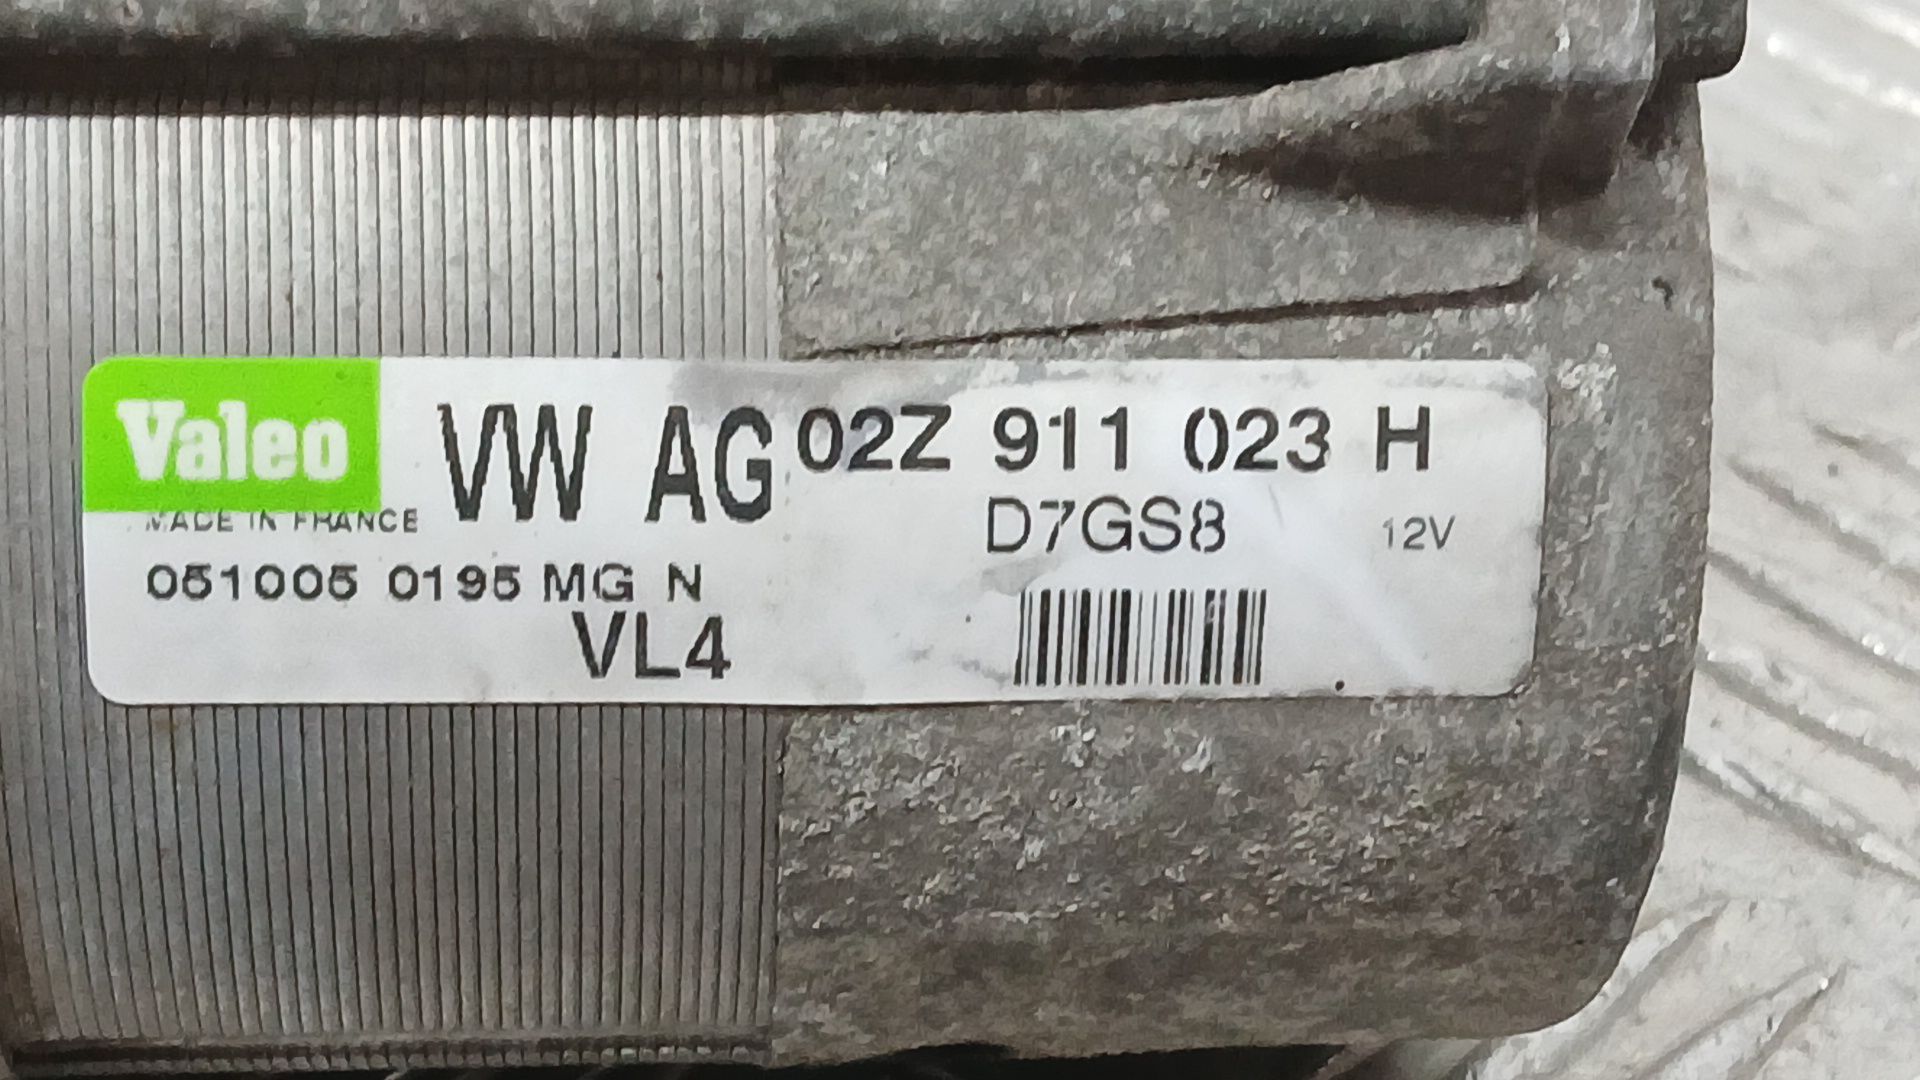 Valeo
VW AG 02Z 911 023 H
MADE IN FRANCE
D7GS8 12V
051005 0195 MG N
VL4